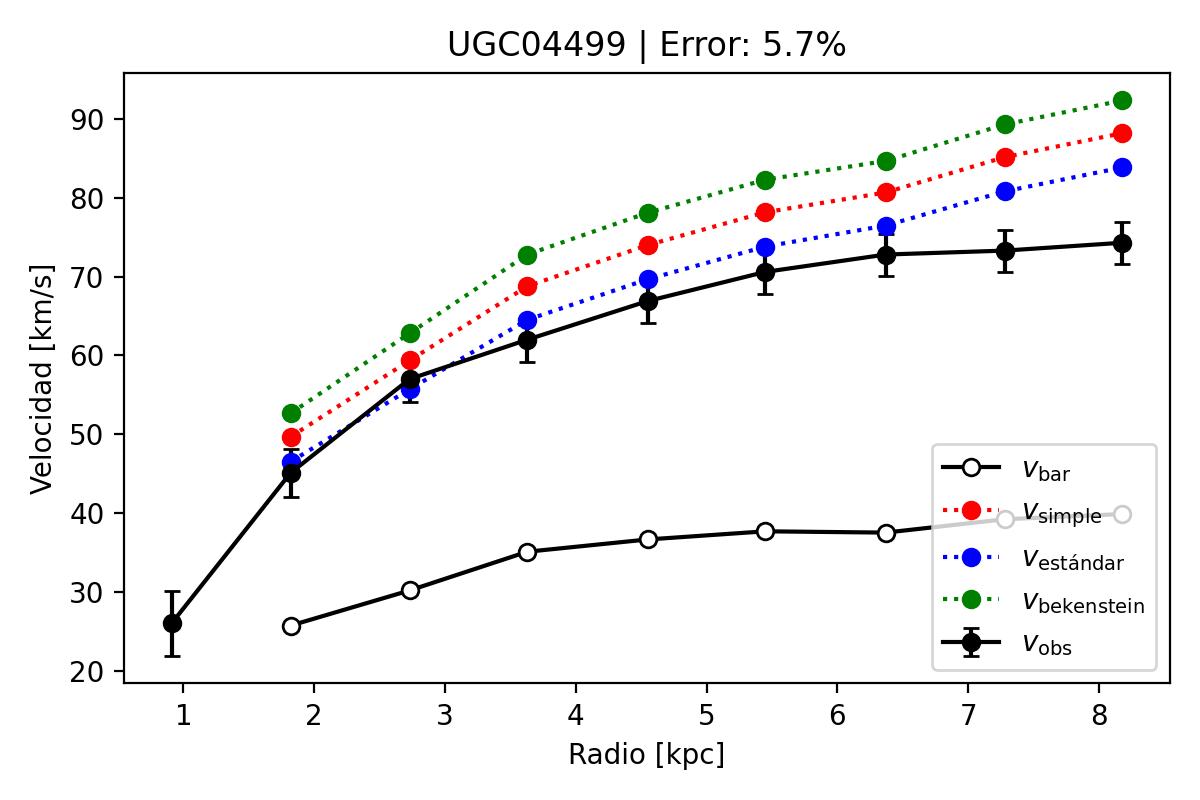 UGC04499 | Error: 5.7%
Velocidad [km/s]
90
80
70
60
50
40
30
20
v_bar
v_simple
v_estándar
v_bekenstein
v_obs
1 2 3 4 5 6 7 8
Radio [kpc]